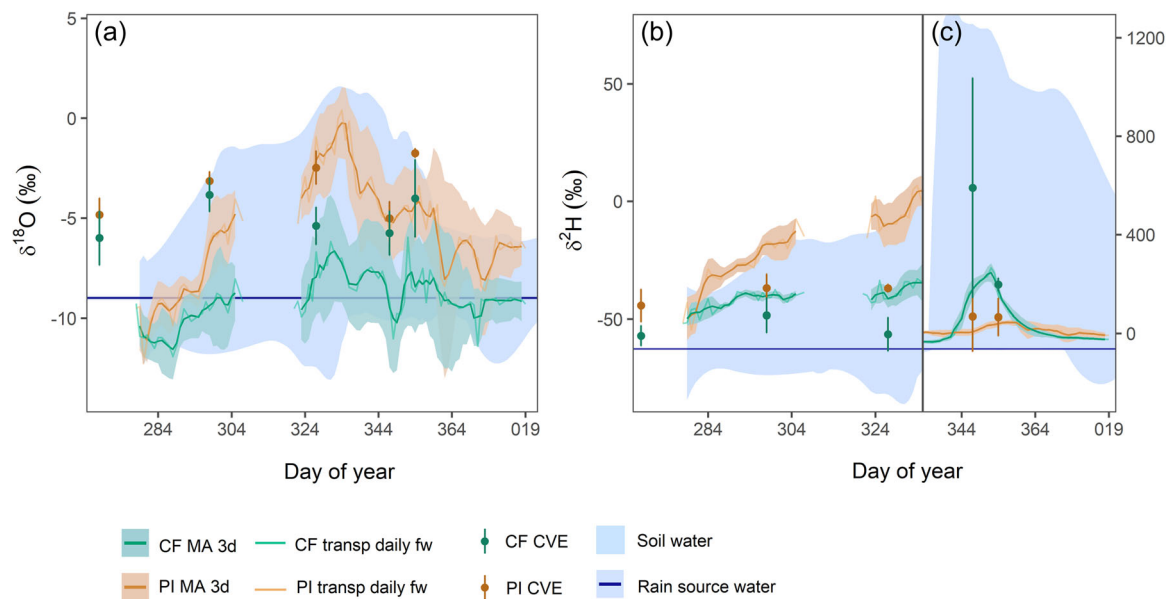 (a)
(b)
(c)
5
0
-5
-10
δ18O (‰)
284 304 324 344 364 019
Day of year
50
0
-50
δ2H (‰)
284 304 324
344 364 019
1200
800
400
0
Day of year
CF MA 3d CF transp daily fw CF CVE Soil water
PI MA 3d PI transp daily fw PI CVE Rain source water